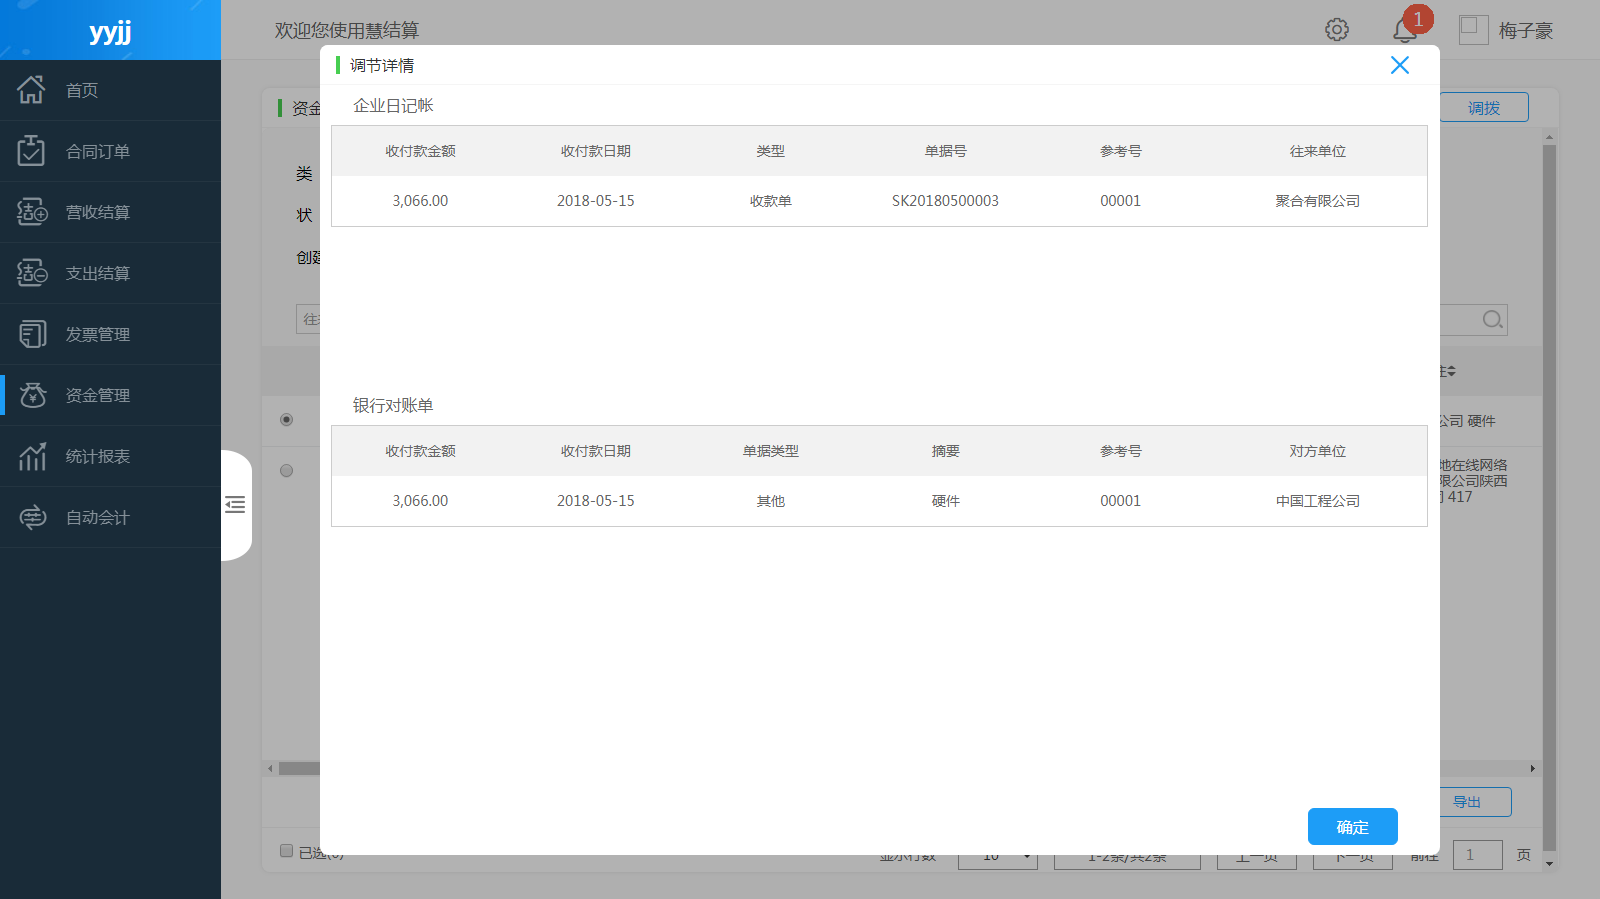 yyjj
欢迎您使用慧结算
1
梅子豪
首页
合同订单
营收结算
支出结算
发票管理
资金管理
统计报表
自动会计
资金
调拨
类
状
创建
调节详情
企业日记帐
收付款金额 收付款日期 类型 单据号 参考号 往来单位
3,066.00 2018-05-15 收款单 SK20180500003 00001 聚合有限公司
银行对账单
收付款金额 收付款日期 单据类型 摘要 参考号 对方单位
3,066.00 2018-05-15 其他 硬件 00001 中国工程公司
确定
公司 硬件
地在线网络
限公司陕西
417
导出
已选(0)
显示行数 10 1-2条/共2条 上一页 下一页 前往 1 页